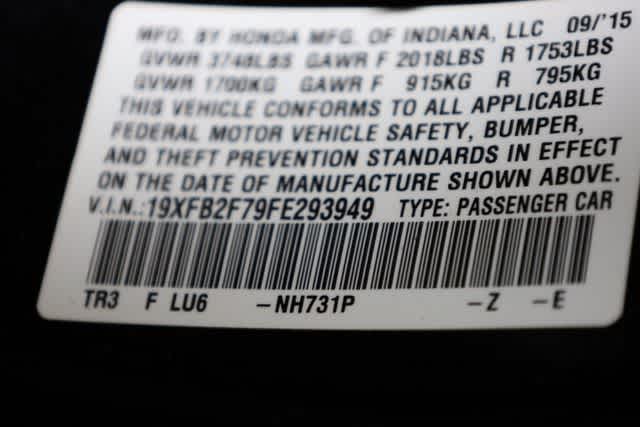 MFG. BY HONDA MFG. OF INDIANA, LLC 09/'15
GVWR 3748LBS GAWR F 2018LBS R 1753LBS
GVWR 1700KG GAWR F 915KG R 795KG
THIS VEHICLE CONFORMS TO ALL APPLICABLE
FEDERAL MOTOR VEHICLE SAFETY, BUMPER,
AND THEFT PREVENTION STANDARDS IN EFFECT
ON THE DATE OF MANUFACTURE SHOWN ABOVE.
V.I.N.:19XFB2F79FE293949 TYPE: PASSENGER CAR
TR3 F LU6 -NH731P -Z -E